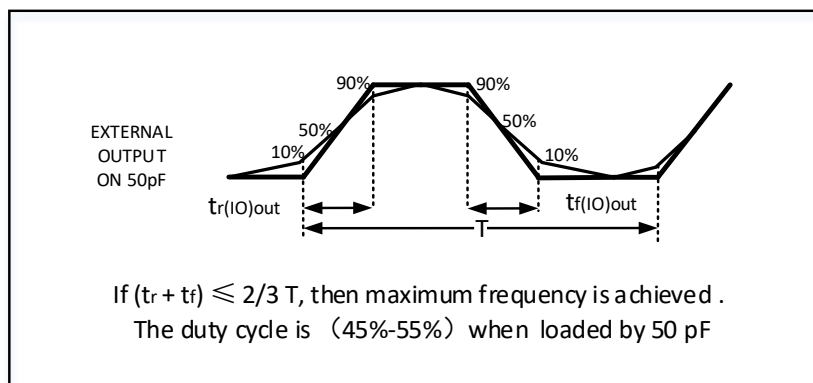 90%
90%
50%
50%
10%
10%
EXTERNAL
OUTPUT
ON 50pF
tr(IO)out
tf(IO)out
T
If (tr + tf) ≤ 2/3 T, then maximum frequency is achieved .
The duty cycle is （45%-55%）when loaded by 50 pF